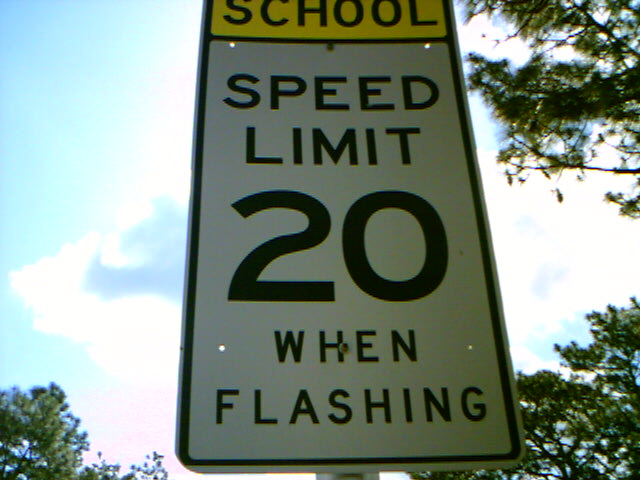 SCHOOL
SPEED
LIMIT
20
WHEN
FLASHING